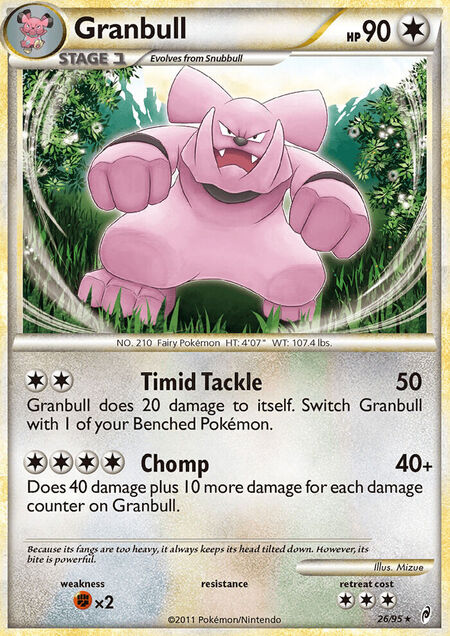 Granbull HP 90
STAGE 1 Evolves from Snubbull
NO. 210 Fairy Pokémon HT: 4'07" WT: 107.4 lbs.
Timid Tackle 50
Granbull does 20 damage to itself. Switch Granbull
with 1 of your Benched Pokémon.
Chomp 40+
Does 40 damage plus 10 more damage for each damage
counter on Granbull.
Because its fangs are too heavy, it always keeps its head tilted down. However, its
bite is powerful.
Illus. Mizue
weakness resistance retreat cost
×2
©2011 Pokémon/Nintendo 26/95 ★